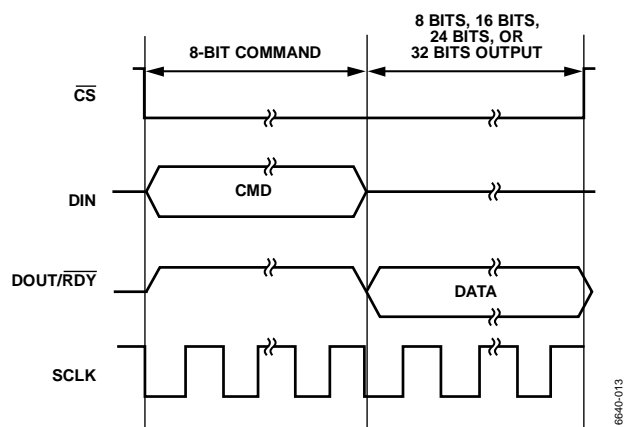 8 BITS, 16 BITS,
24 BITS, OR
32 BITS OUTPUT
8-BIT COMMAND
CS
DIN
CMD
DOUT/RDY
DATA
SCLK
6640-013